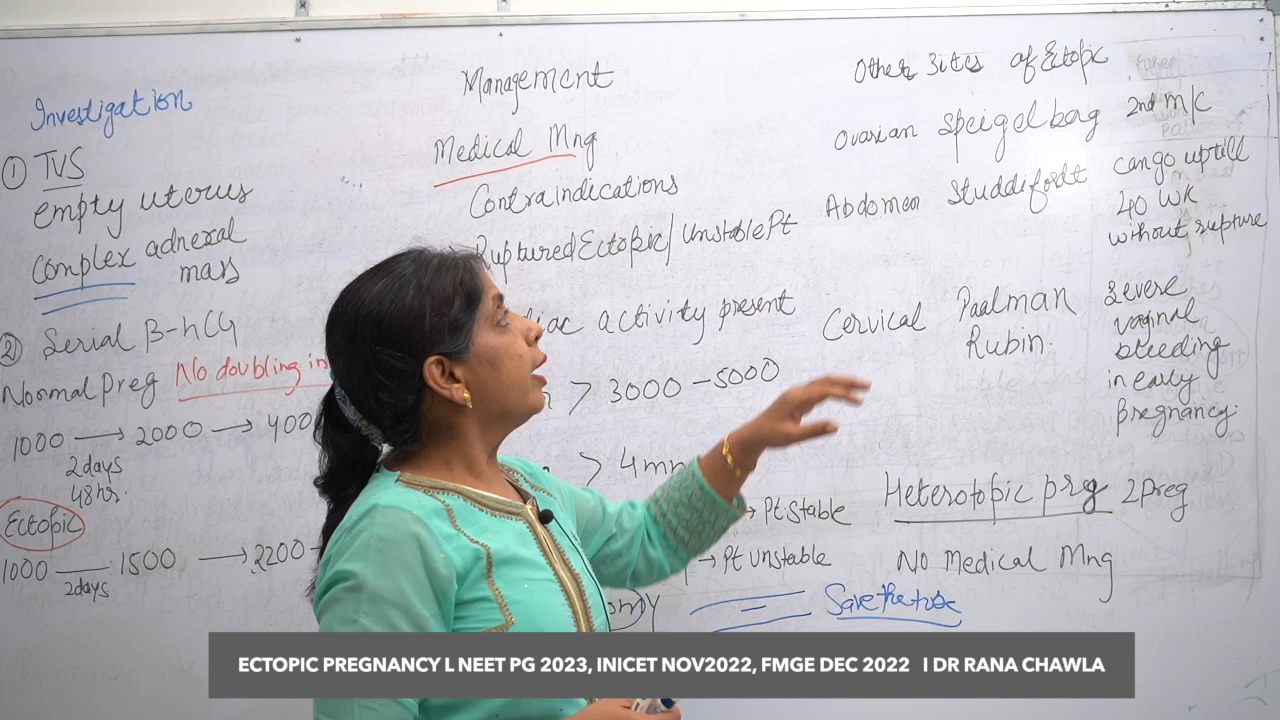 Investigation
① TVS
empty uterus
complex adnexal
mass
② Serial β-hCG
Normal Preg No doubling in
1000 → 2000 → 400
2days
48hr.
Ectopic
1000 — 1500 → 2200
2days
Management
Medical Mng
Contraindications
Ruptured Ectopic/Unstable Pt
activity present
> 3000 - 5000
> 4
→ Pt stable
→ Pt Unstable
omy
Save the tube
Other Sites of Ectopic
Ovarian Speigelberg 2nd m/c
Abdomen Studdifordt can go uptill
40 WK
without rupture
Cervical Paalman
Rubin.
severe
vaginal
bleeding
in early
pregnancy.
Heterotopic preg 2 Preg
No Medical Mng
ECTOPIC PREGNANCY L NEET PG 2023, INICET NOV2022, FMGE DEC 2022 I DR RANA CHAWLA